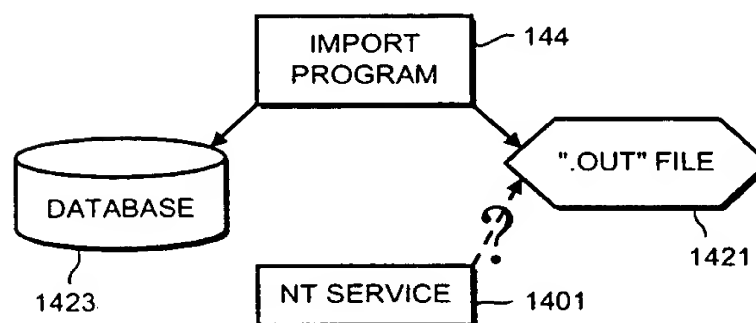 IMPORT
PROGRAM
144
DATABASE
1423
".OUT" FILE
1421
?
NT SERVICE
1401